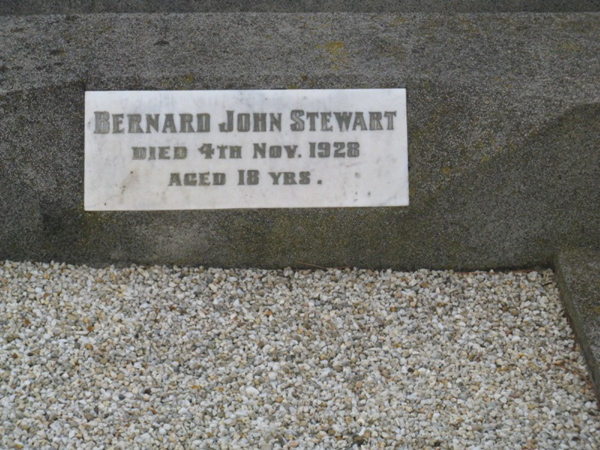 BERNARD JOHN STEWART
DIED 4TH NOV. 1928
AGED 18 YRS.